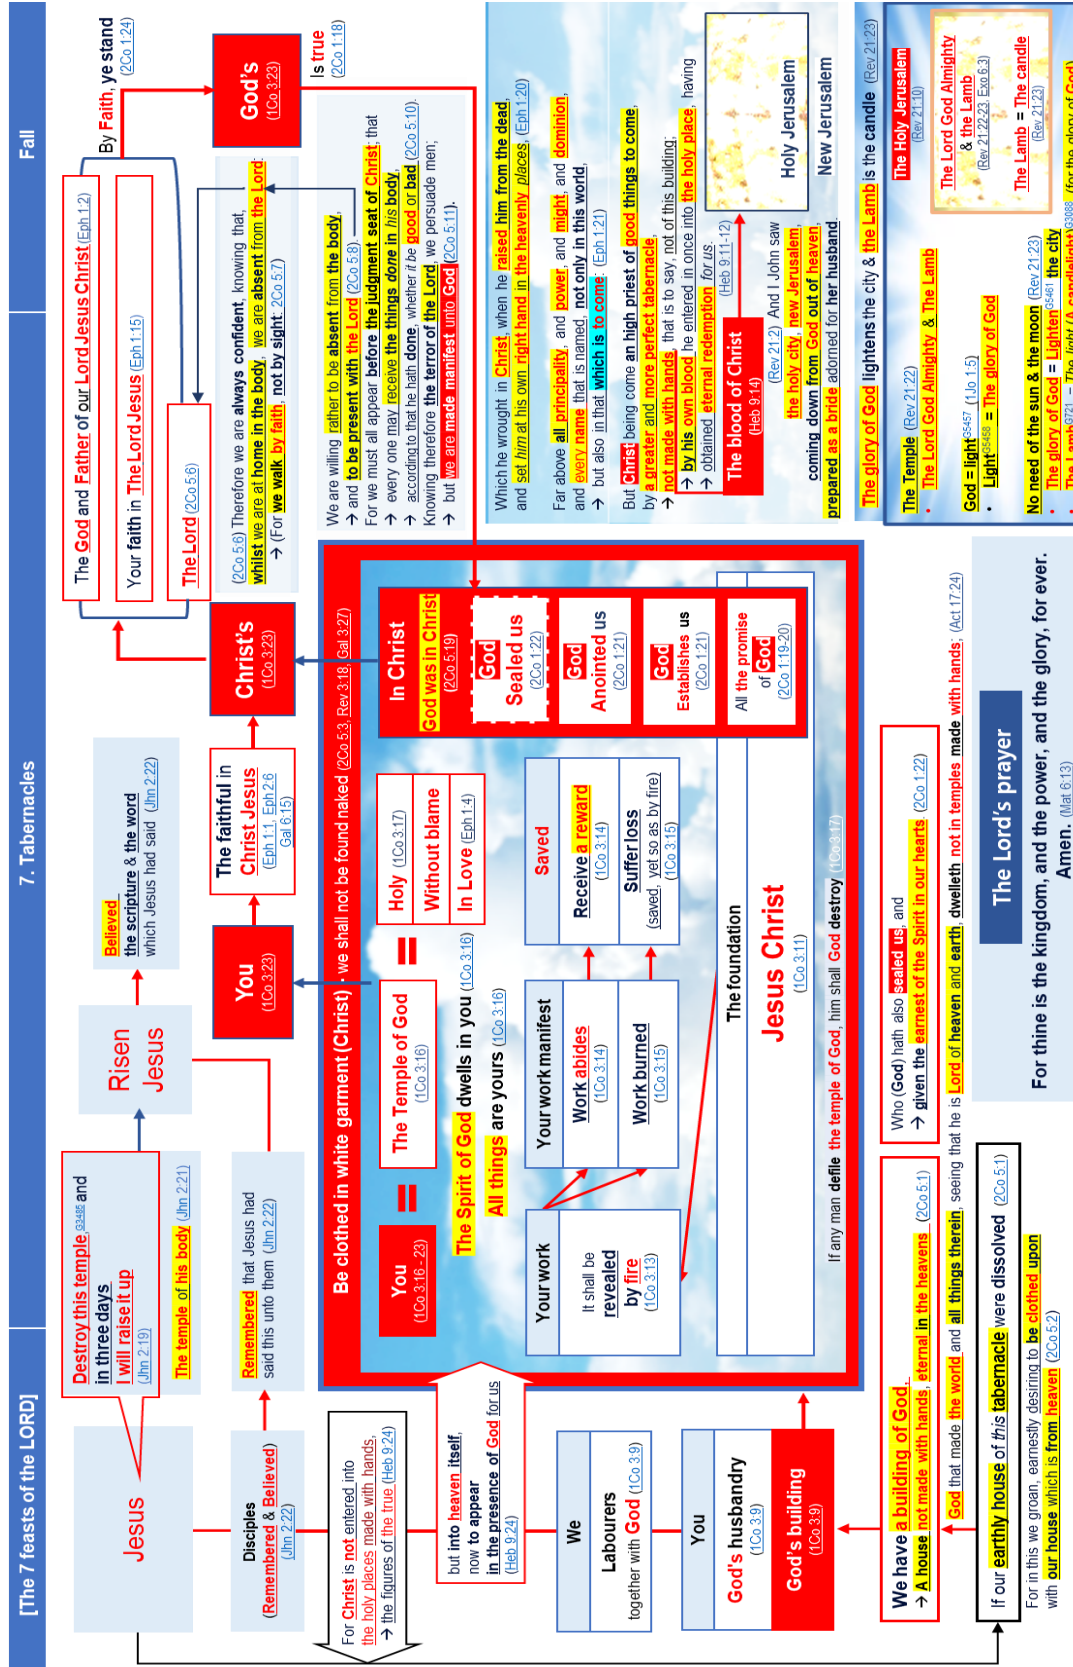 [The 7 feasts of the LORD]
7. Tabernacles
Fall
Jesus
Destroy this temple,G3485 and
in three days
I will raise it up
(Jhn 2:19)
The temple of his body (Jhn 2:21)
Risen
Jesus
Believed
the scripture & the word
which Jesus had said (Jhn 2:22)
Disciples
(Remembered & Believed)
(Jhn 2:22)
Remembered that Jesus had
said this unto them (Jhn 2:22)
You
(1Co 3:23)
The faithful in
Christ Jesus
(Eph 1:1, Eph 2:6
Gal 6:15)
Christ's
(1Co 3:23)
The God and Father of our Lord Jesus Christ (Eph 1:2)
Your faith in The Lord Jesus (Eph 1:15)
The Lord (2Co 5:6)
By Faith, ye stand
(2Co 1:24)
God's
(1Co 3:23)
Is true
(2Co 1:18)
(2Co 5:6) Therefore we are always confident, knowing that,
whilst we are at home in the body, we are absent from the Lord:
→ (For we walk by faith, not by sight: 2Co 5:7)
We are willing rather to be absent from the body,
→ and to be present with the Lord (2Co 5:8).
For we must all appear before the judgment seat of Christ; that
→ every one may receive the things done in his body,
→ according to that he hath done, whether it be good or bad (2Co 5:10).
Knowing therefore the terror of the Lord, we persuade men;
→ but we are made manifest unto God (2Co 5:11).
For Christ is not entered into
the holy places made with hands,
→ the figures of the true (Heb 9:24)
but into heaven itself,
now to appear
in the presence of God for us
(Heb 9:24)
We
Labourers
together with God (1Co 3:9)
You
God's husbandry
(1Co 3:9)
God's building
(1Co 3:9)
Be clothed in white garment (Christ) we shall not be found naked (2Co 5:3, Rev 3:18, Gal 3:27)
You
(1Co 3:16 - 23)
=
The Temple of God
(1Co 3:16)
=
Holy (1Co 3:17)
Without blame
In Love (Eph 1:4)
The Spirit of God dwells in you (1Co 3:16)
All things are yours (1Co 3:16)
Your work
It shall be
revealed
by fire
(1Co 3:13)
Your work manifest
Work abides
(1Co 3:14)
Work burned
(1Co 3:15)
Saved
Receive a reward
(1Co 3:14)
Suffer loss
(saved, yet so as by fire)
(1Co 3:15)
The foundation
Jesus Christ
(1Co 3:11)
If any man defile the temple of God, him shall God destroy (1Co 3:17)
In Christ
God was in Christ
(2Co 5:19)
God
Sealed us
(2Co 1:22)
God
Anointed us
(2Co 1:21)
God
Establishes us
(2Co 1:21)
All the promise
of God
(2Co 1:19-20)
Which he wrought in Christ, when he raised him from the dead,
and set him at his own right hand in the heavenly places, (Eph 1:20)
Far above all principality, and power, and might, and dominion,
and every name that is named, not only in this world,
→ but also in that which is to come: (Eph 1:21)
But Christ being come an high priest of good things to come,
by a greater and more perfect tabernacle,
→ not made with hands, that is to say, not of this building;
→ by his own blood he entered in once into the holy place, having
→ obtained eternal redemption for us.
(Heb 9:11-12)
The blood of Christ
(Heb 9:14)
Holy Jerusalem
New Jerusalem
(Rev 21:2) And I John saw
the holy city, new Jerusalem,
coming down from God out of heaven,
prepared as a bride adorned for her husband.
The glory of God lightens the city & the Lamb is the candle (Rev 21:23)
The Temple (Rev 21:22)
• The Lord God Almighty & The Lamb
God = light G5457 (1Jo 1:5)
• Light G5458 = The glory of God
No need of the sun & the moon (Rev 21:23)
• The glory of God = Lighten G5461 the city
• The Lamb G721 = The light (A candlelight) G3088 (for the glory of God)
The Holy Jerusalem
(Rev 21:10)
The Lord God Almighty
& the Lamb
(Rev 21:22-23, Exo 6:3)
The Lamb = The candle
(Rev 21:23)
We have a building of God,
→ A house not made with hands, eternal in the heavens (2Co 5:1)
Who (God) hath also sealed us, and
→ given the earnest of the Spirit in our hearts. (2Co 1:22)
God that made the world and all things therein, seeing that he is Lord of heaven and earth, dwelleth not in temples made with hands; (Act 17:24)
If our earthly house of this tabernacle were dissolved (2Co 5:1)
For in this we groan, earnestly desiring to be clothed upon
with our house which is from heaven (2Co 5:2)
The Lord's prayer
For thine is the kingdom, and the power, and the glory, for ever.
Amen. (Mat 6:13)